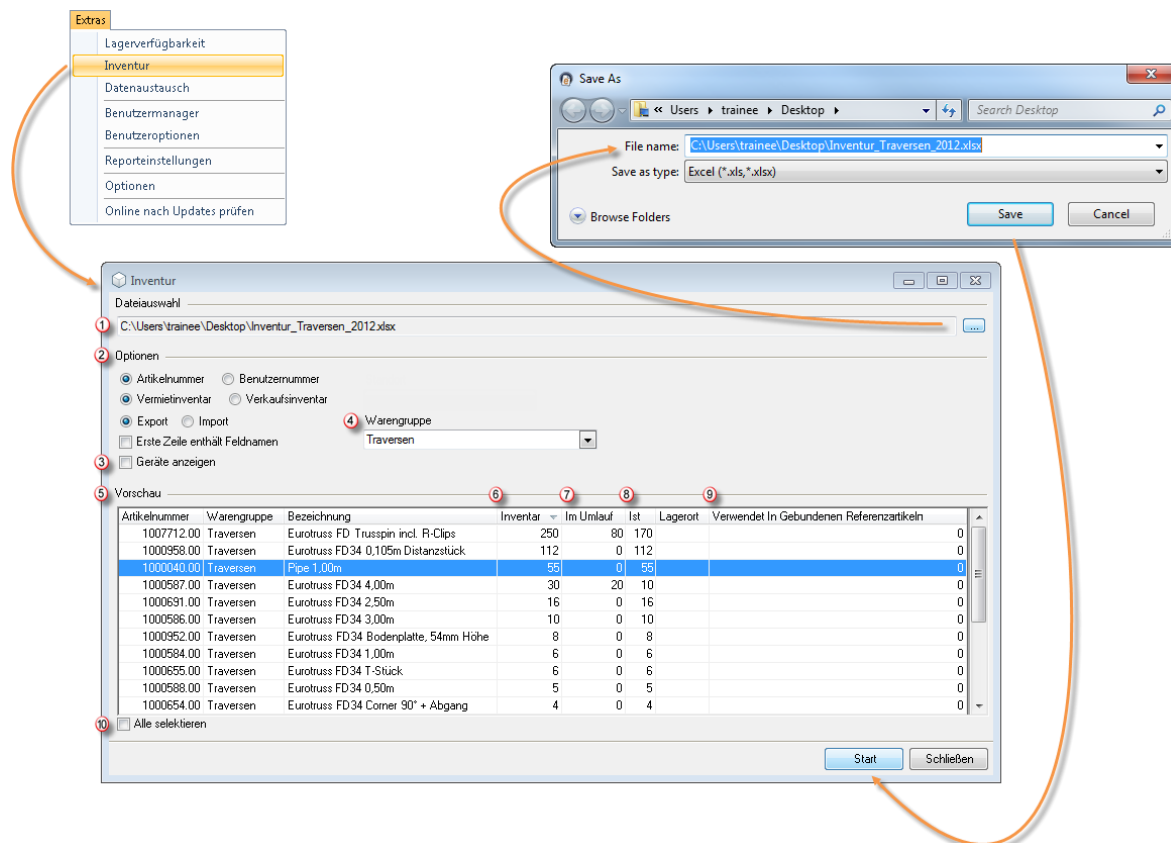 Extras
Lagerverfügbarkeit
Inventur
Datenaustausch
Benutzermanager
Benutzeroptionen
Reporteinstellungen
Optionen
Online nach Updates prüfen
Save As
« Users ▸ trainee ▸ Desktop ▸
Search Desktop
File name: C:\Users\trainee\Desktop\Inventur_Traversen_2012.xlsx
Save as type: Excel (*.xls,*.xlsx)
Browse Folders
Save Cancel
Inventur
Dateiauswahl
1 C:\Users\trainee\Desktop\Inventur_Traversen_2012.xlsx ...
2 Optionen
Artikelnummer Benutzernummer
Vermietinventar Verkaufsinventar
Export Import
4 Warengruppe
Erste Zeile enthält Feldnamen
Traversen
3 Geräte anzeigen
5 Vorschau 6 7 8 9
Artikelnummer Warengruppe Bezeichnung Inventar Im Umlauf Ist Lagerort Verwendet In Gebundenen Referenzartikeln
1007712.00 Traversen Eurotruss FD Trusspin incl. R-Clips 250 80 170 0
1000958.00 Traversen Eurotruss FD34 0,105m Distanzstück 112 0 112 0
1000040.00 Traversen Pipe 1,00m 55 0 55 0
1000587.00 Traversen Eurotruss FD34 4,00m 30 20 10 0
1000691.00 Traversen Eurotruss FD34 2,50m 16 0 16 0
1000586.00 Traversen Eurotruss FD34 3,00m 10 0 10 0
1000952.00 Traversen Eurotruss FD34 Bodenplatte, 54mm Höhe 8 0 8 0
1000584.00 Traversen Eurotruss FD34 1,00m 6 0 6 0
1000655.00 Traversen Eurotruss FD34 T-Stück 6 0 6 0
1000588.00 Traversen Eurotruss FD34 0,50m 5 0 5 0
1000654.00 Traversen Eurotruss FD34 Corner 90° + Abgang 4 0 4 0
10 Alle selektieren
Start Schließen